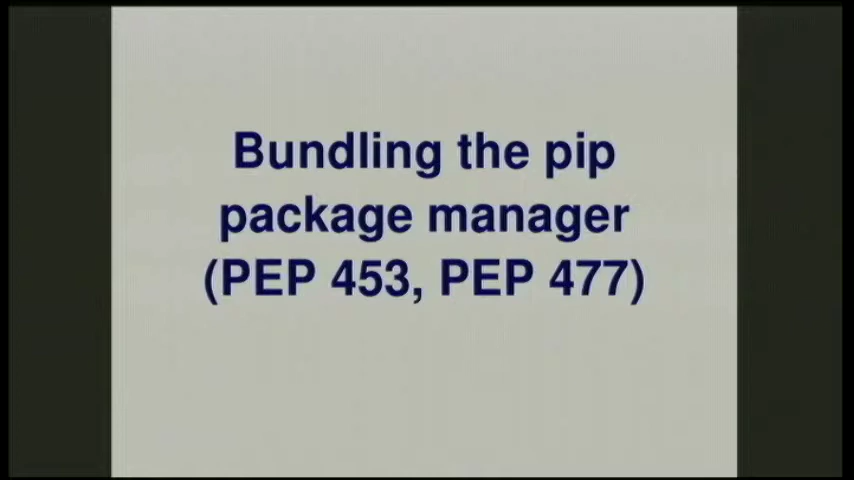 Bundling the pip
package manager
(PEP 453, PEP 477)